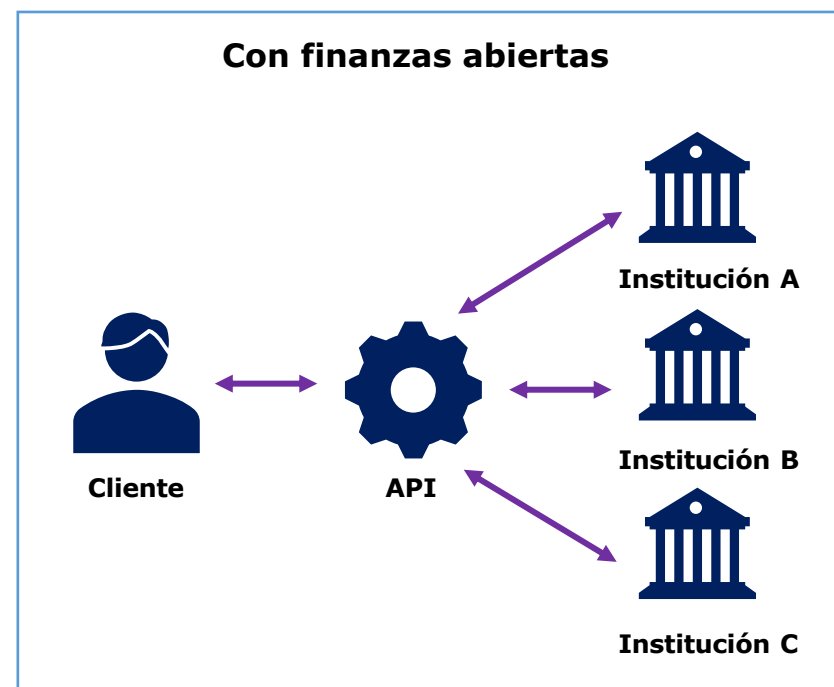 Con finanzas abiertas
Institución A
Institución B
Cliente
API
Institución C